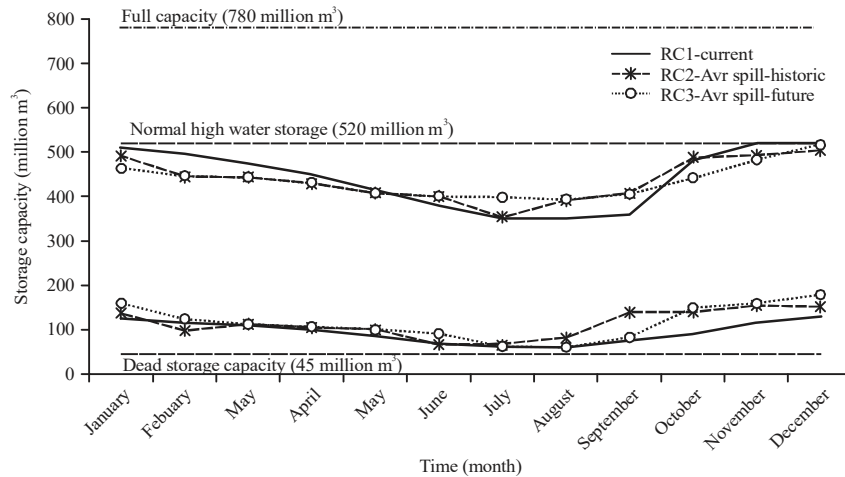 Full capacity (780 million m³)
RC1-current
RC2-Avr spill-historic
RC3-Avr spill-future
Normal high water storage (520 million m³)
Dead storage capacity (45 million m³)
Storage capacity (million m³)
800
700
600
500
400
300
200
100
0
January
Febuary
May
April
May
June
July
August
September
October
November
December
Time (month)